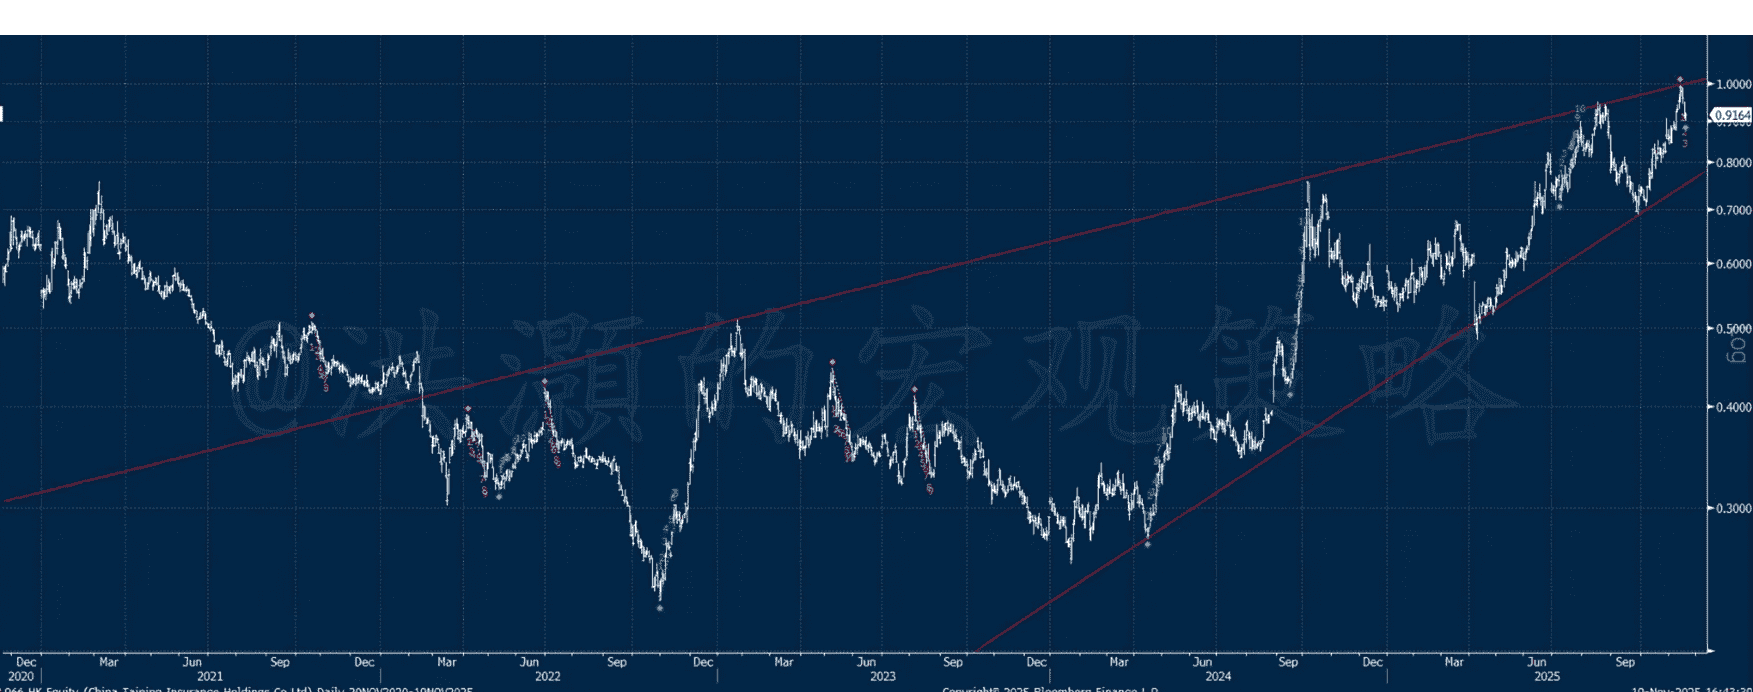 1.0000
0.9164
0.8000
0.7000
0.6000
0.5000
0.4000
0.3000
Log
@洪灏的宏观策略
Dec Mar Jun Sep Dec Mar Jun Sep Dec Mar Jun Sep Dec Mar Jun Sep Dec Mar Jun Sep
2020 2021 2022 2023 2024 2025
966 HK Equity (China Taiping Insurance Holdings Co Ltd) Daily 20NOV2020-19NOV2025 Copyright© 2025 Bloomberg Finance L.P. 19-Nov-2025 16:43:30